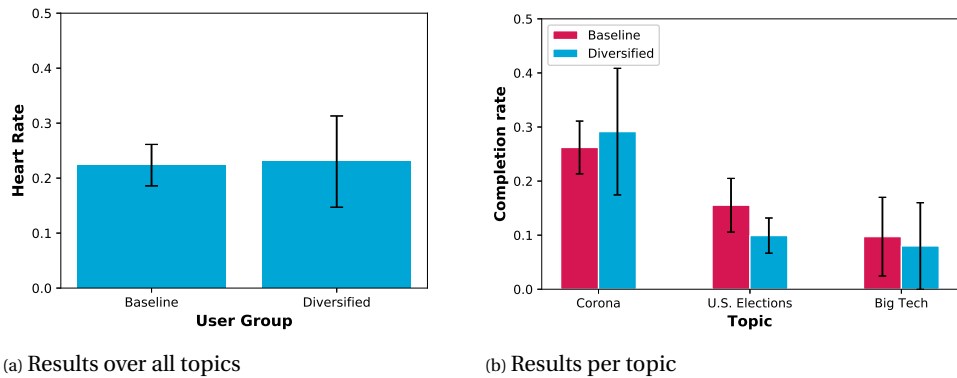 0.5
0.4
0.3
0.2
0.1
0.0
Heart Rate
Baseline
Diversified
User Group
(a) Results over all topics
0.5
0.4
0.3
0.2
0.1
0.0
Completion rate
Baseline
Diversified
Corona
U.S. Elections
Big Tech
Topic
(b) Results per topic